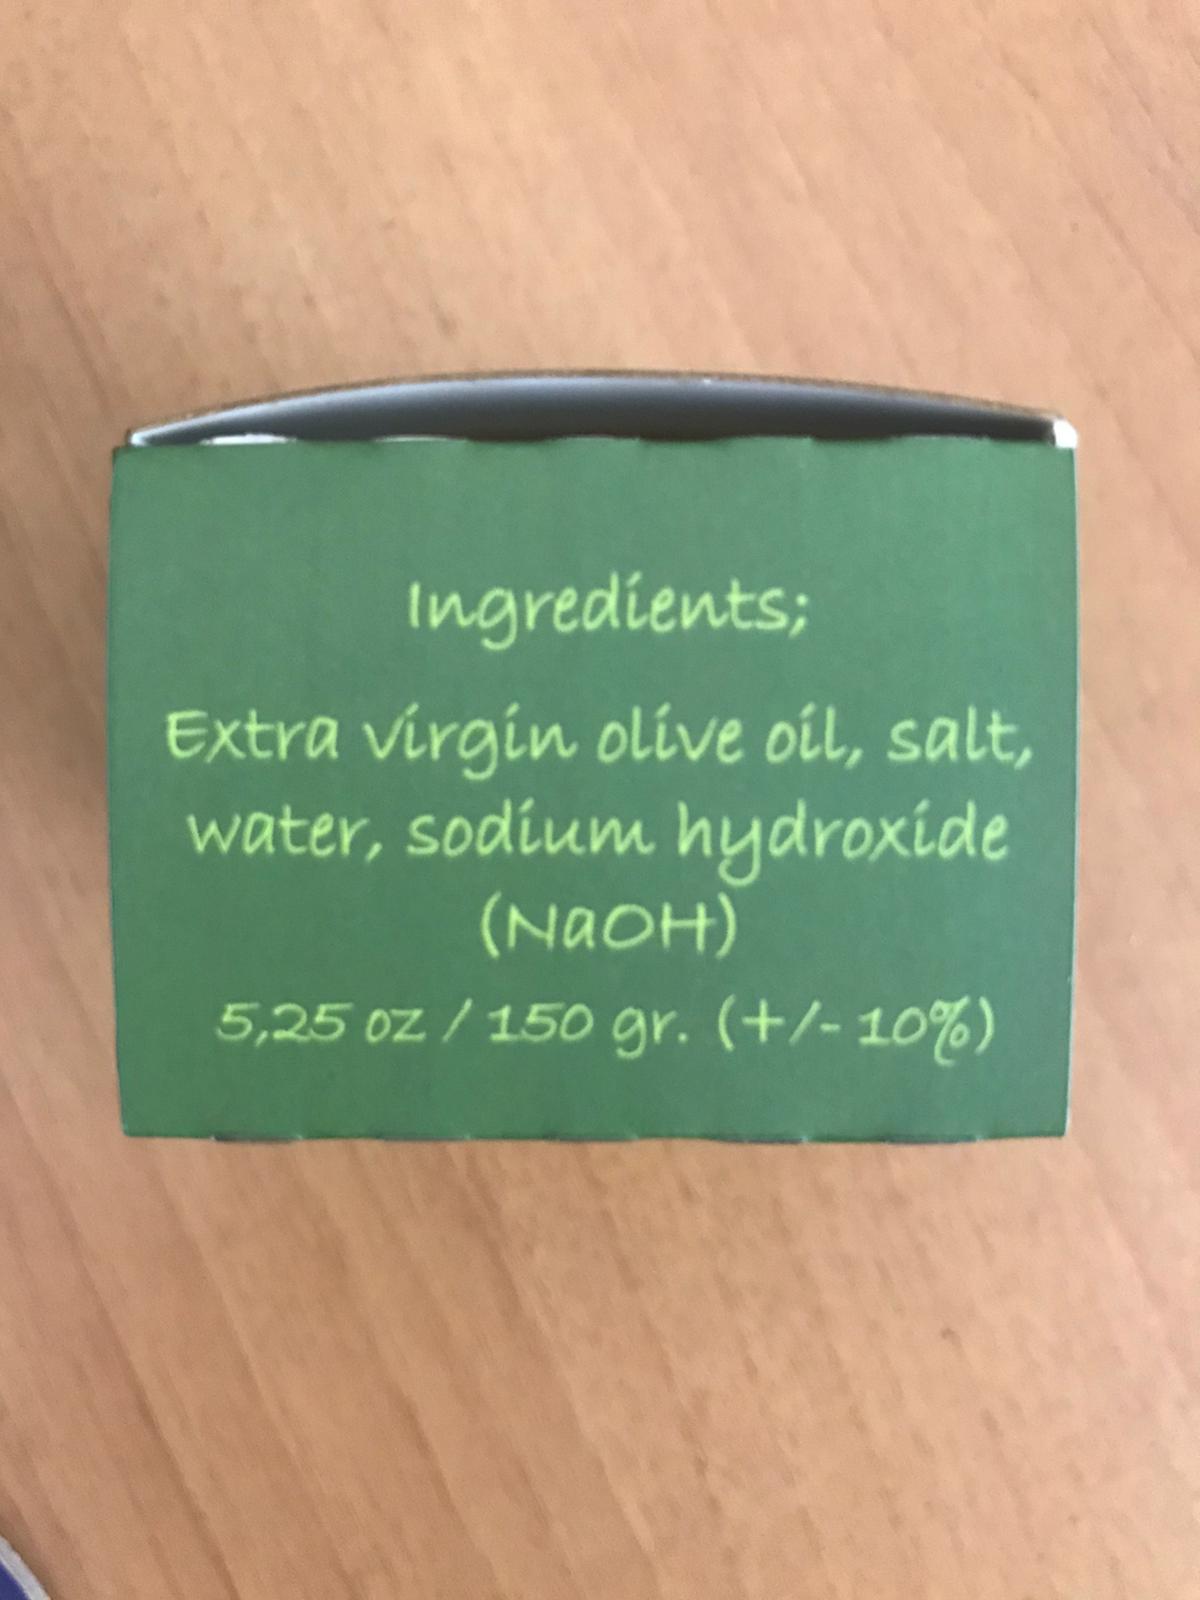 Ingredients;
Extra virgin olive oil, salt,
water, sodium hydroxide
(NaOH)
5,25 oz / 150 gr. (+/- 10%)